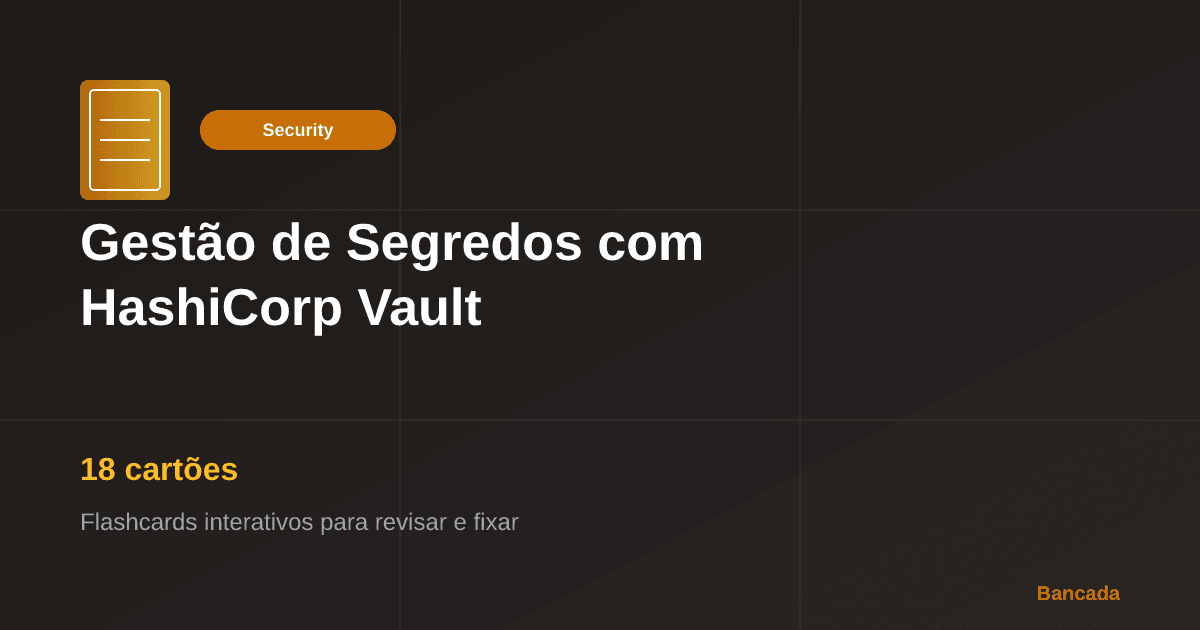 Security
Gestão de Segredos com
HashiCorp Vault
18 cartões
Flashcards interativos para revisar e fixar
Bancada